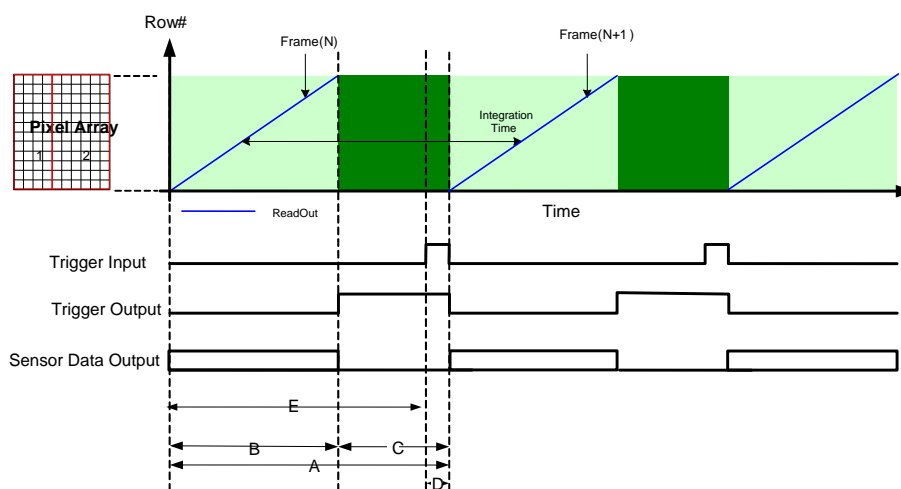 Row#
Frame(N)
Frame(N+1 )
Pixel Array
1 2
Integration
Time
ReadOut
Time
Trigger Input
Trigger Output
Sensor Data Output
E
B
C
A
D